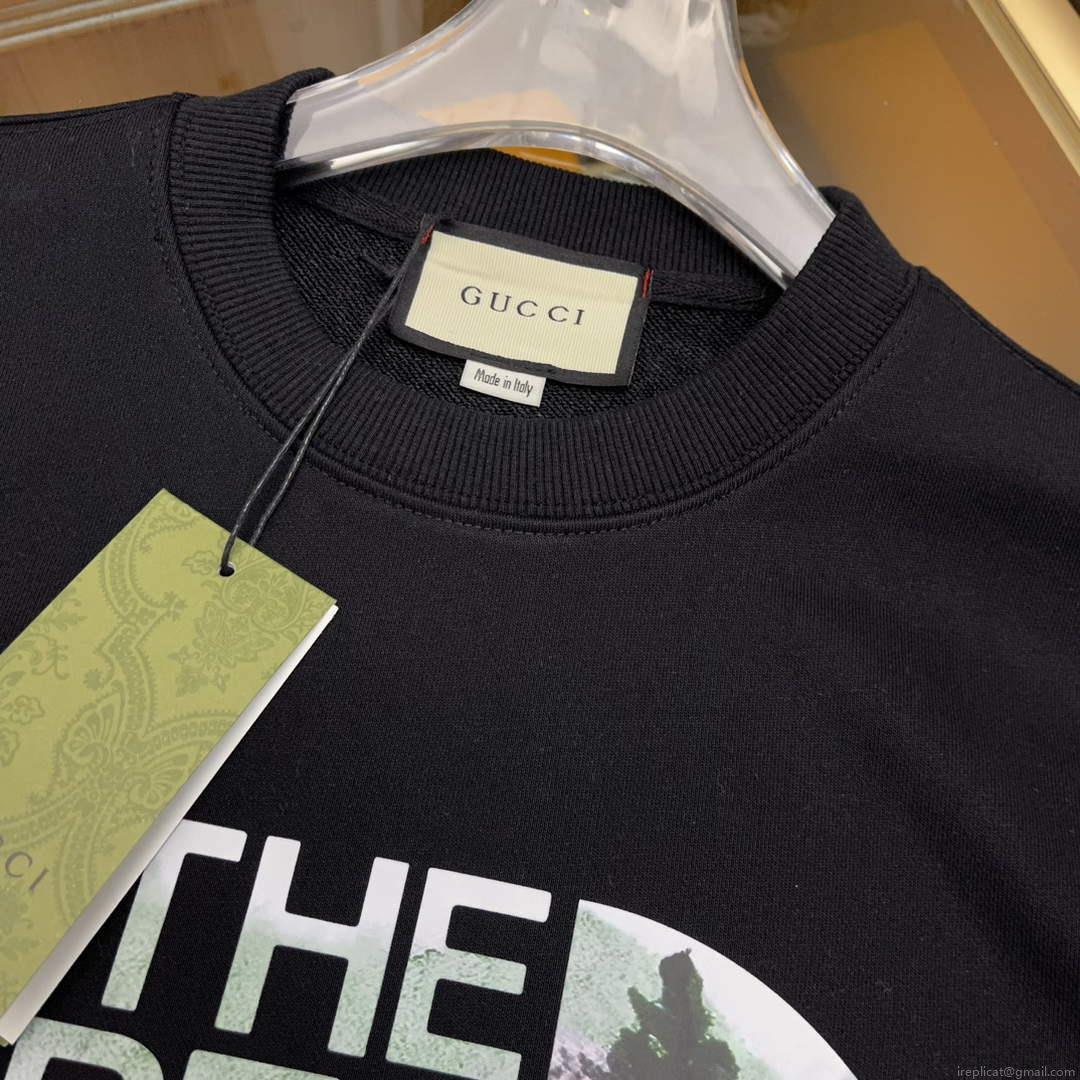 GUCCI
Made in Italy
CCI
THE
ireplicat@gmail.com